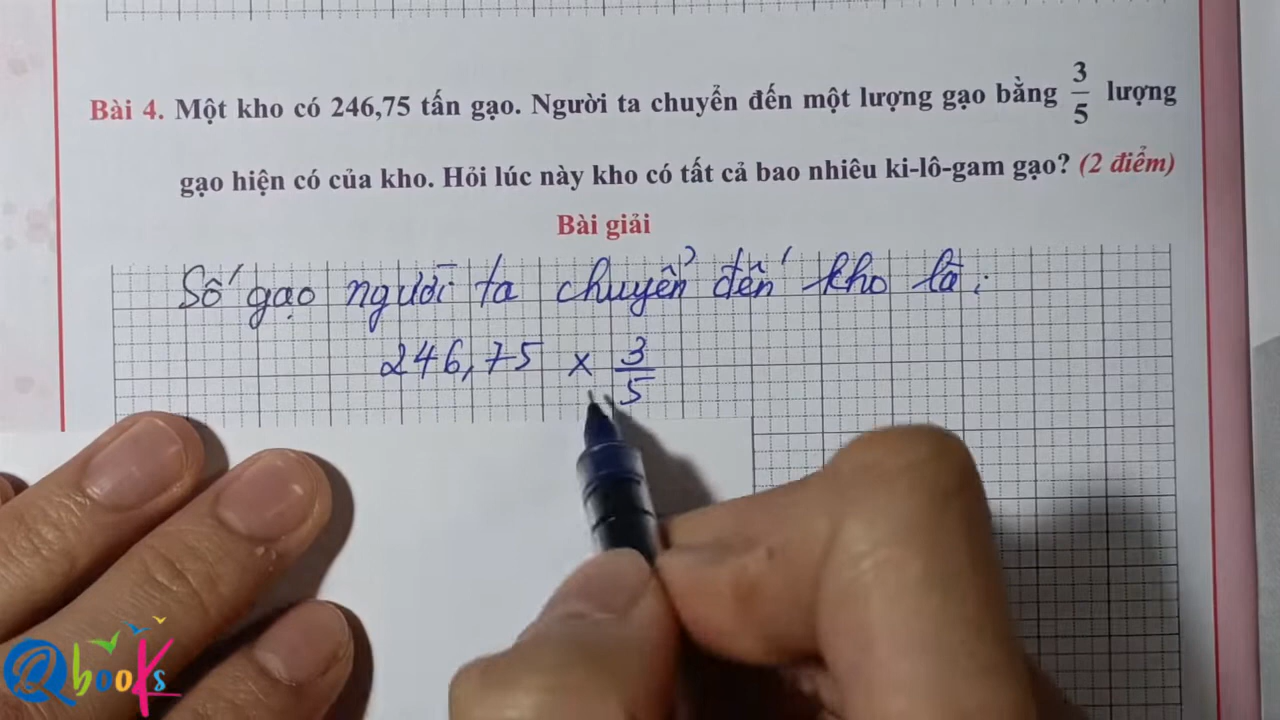 Bài 4. Một kho có 246,75 tấn gạo. Người ta chuyển đến một lượng gạo bằng 3/5 lượng
gạo hiện có của kho. Hỏi lúc này kho có tất cả bao nhiêu ki-lô-gam gạo? (2 điểm)
Bài giải
Số gạo người ta chuyển đến kho là:
246,75 x 3/5
Qbooks